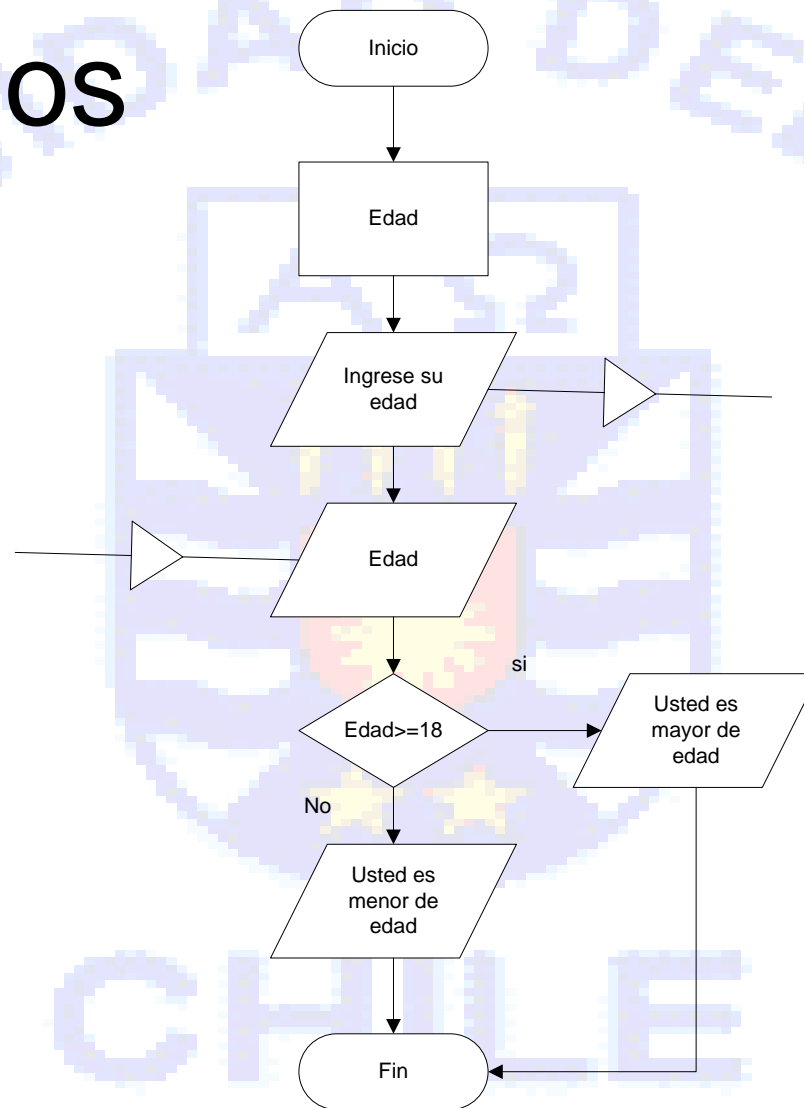 os
Inicio
Edad
Ingrese su
edad
Edad
si
Edad>=18
Usted es
mayor de
edad
No
Usted es
menor de
edad
Fin
CHILE